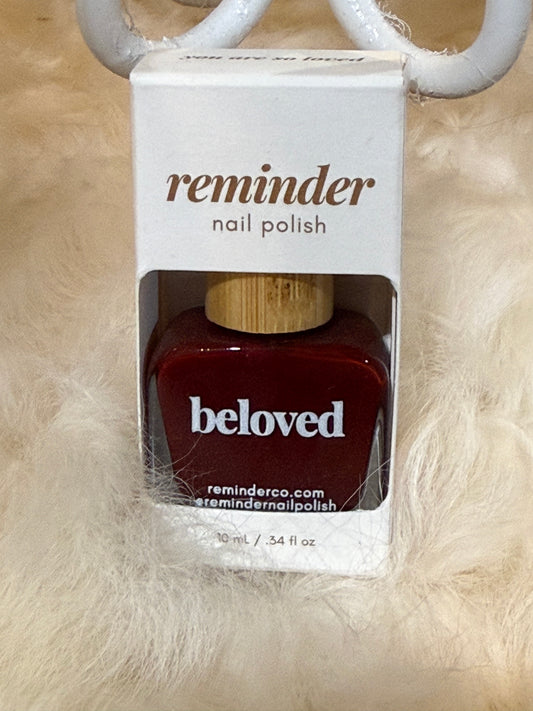 you are so loved
reminder
nail polish
beloved
reminderco.com
@remindernailpolish
10 mL / .34 fl oz